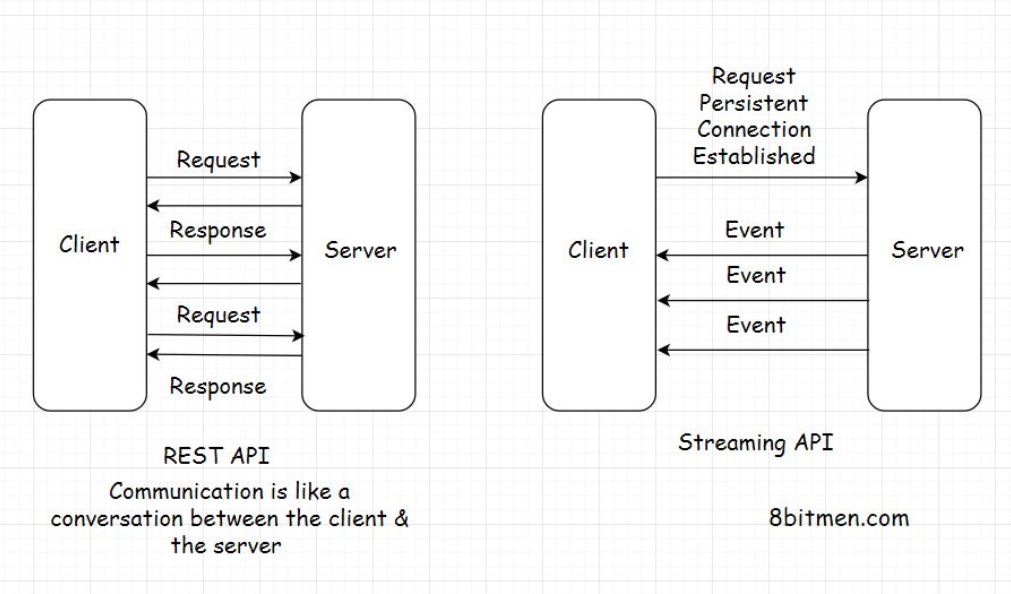 Request
Response
Request
Response
Client
Server
REST API
Communication is like a
conversation between the client &
the server
Request
Persistent
Connection
Established
Event
Event
Event
Client
Server
Streaming API
8bitmen.com